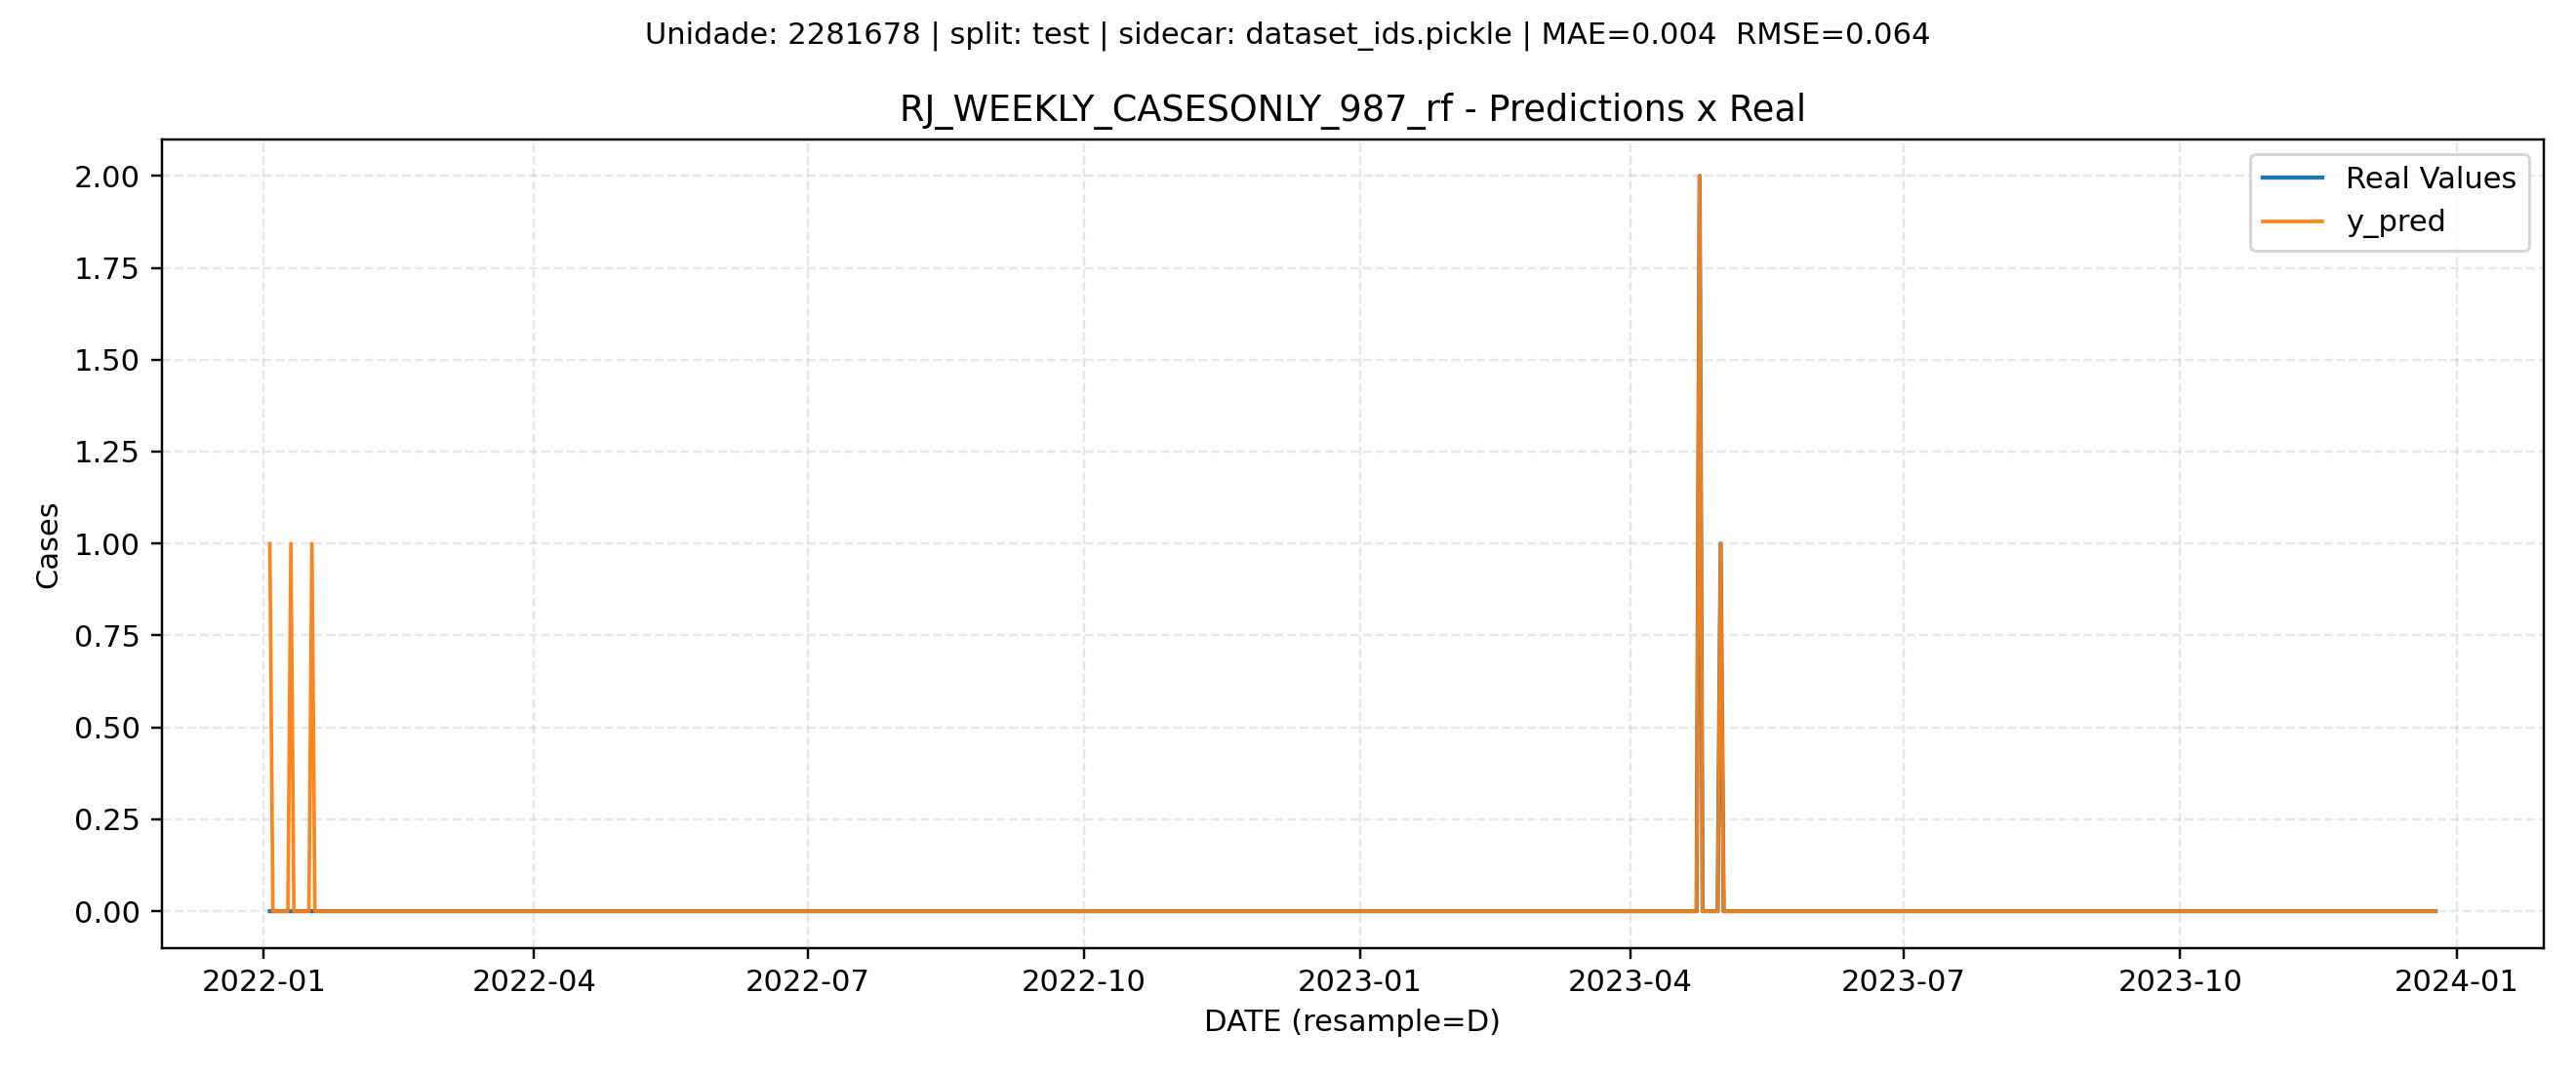 Unidade: 2281678 | split: test | sidecar: dataset_ids.pickle | MAE=0.004  RMSE=0.064
RJ_WEEKLY_CASESONLY_987_rf - Predictions x Real
Real Values
y_pred
2.00
1.75
1.50
1.25
1.00
0.75
0.50
0.25
0.00
Cases
2022-01 2022-04 2022-07 2022-10 2023-01 2023-04 2023-07 2023-10 2024-01
DATE (resample=D)